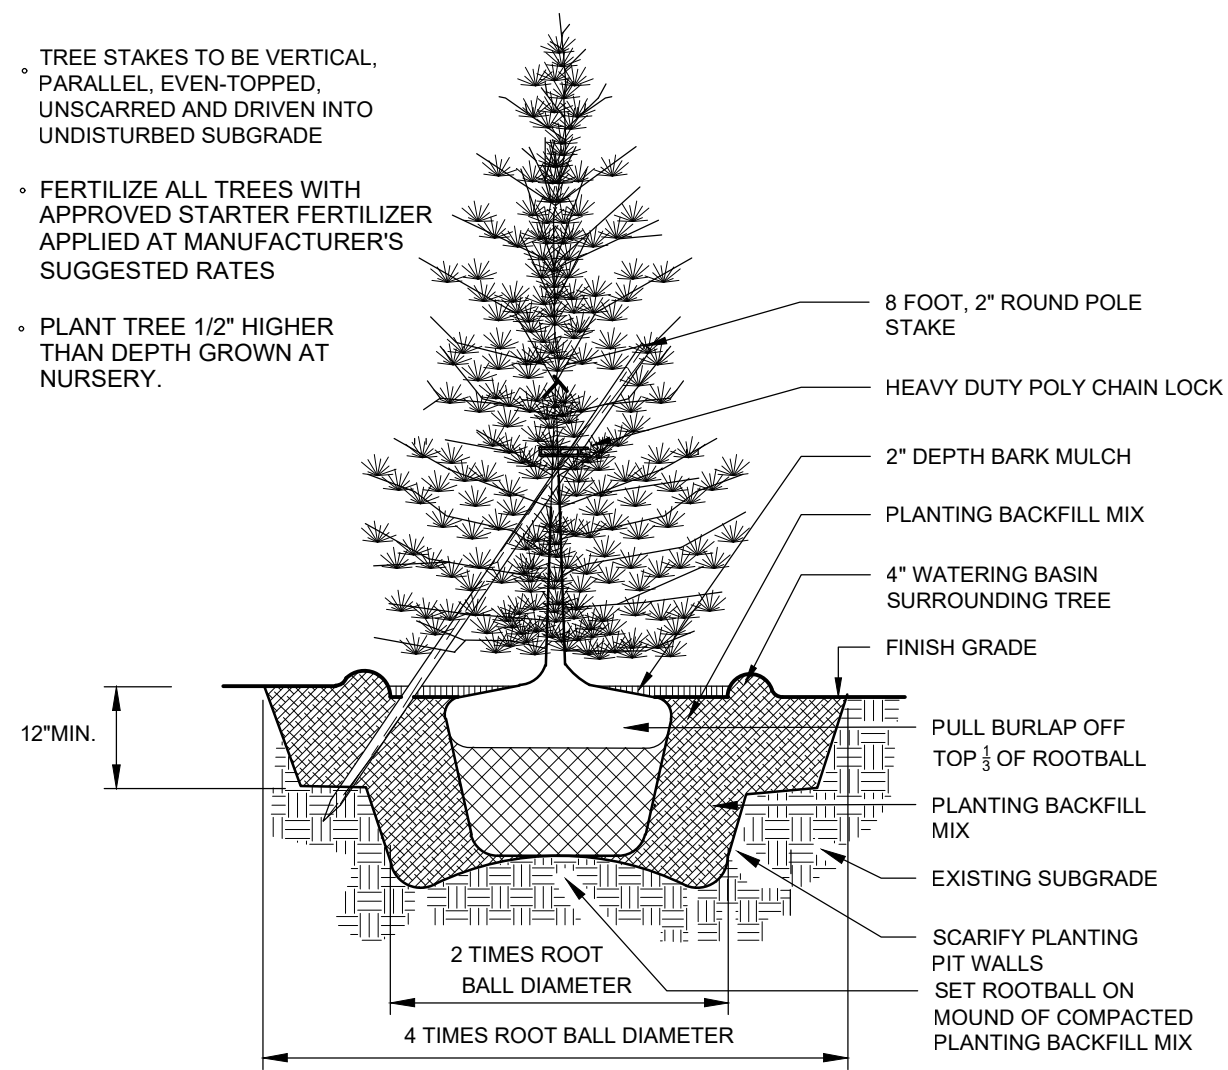 TREE STAKES TO BE VERTICAL,
PARALLEL, EVEN-TOPPED,
UNSCARRED AND DRIVEN INTO
UNDISTURBED SUBGRADE
FERTILIZE ALL TREES WITH
APPROVED STARTER FERTILIZER
APPLIED AT MANUFACTURER'S
SUGGESTED RATES
PLANT TREE 1/2" HIGHER
THAN DEPTH GROWN AT
NURSERY.
8 FOOT, 2" ROUND POLE
STAKE
HEAVY DUTY POLY CHAIN LOCK
2" DEPTH BARK MULCH
PLANTING BACKFILL MIX
4" WATERING BASIN
SURROUNDING TREE
FINISH GRADE
12"MIN.
PULL BURLAP OFF
TOP 1/3 OF ROOTBALL
PLANTING BACKFILL
MIX
EXISTING SUBGRADE
SCARIFY PLANTING
PIT WALLS
SET ROOTBALL ON
MOUND OF COMPACTED
PLANTING BACKFILL MIX
2 TIMES ROOT
BALL DIAMETER
4 TIMES ROOT BALL DIAMETER